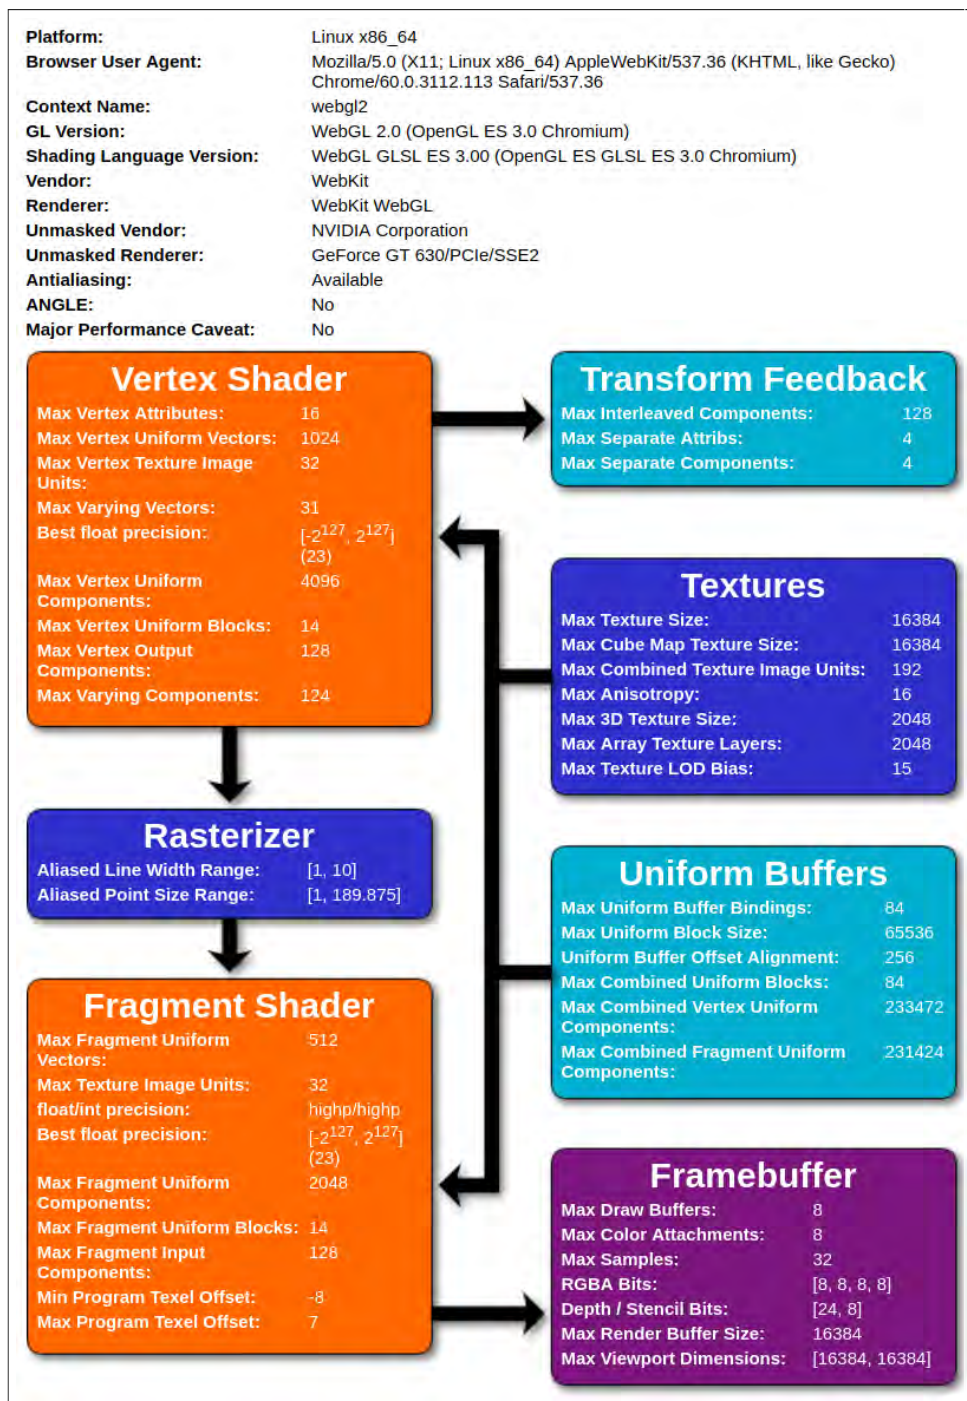 Platform: Linux x86_64
Browser User Agent: Mozilla/5.0 (X11; Linux x86_64) AppleWebKit/537.36 (KHTML, like Gecko)
Chrome/60.0.3112.113 Safari/537.36
Context Name: webgl2
GL Version: WebGL 2.0 (OpenGL ES 3.0 Chromium)
Shading Language Version: WebGL GLSL ES 3.00 (OpenGL ES GLSL ES 3.0 Chromium)
Vendor: WebKit
Renderer: WebKit WebGL
Unmasked Vendor: NVIDIA Corporation
Unmasked Renderer: GeForce GT 630/PCIe/SSE2
Antialiasing: Available
ANGLE: No
Major Performance Caveat: No
Vertex Shader
Max Vertex Attributes: 16
Max Vertex Uniform Vectors: 1024
Max Vertex Texture Image 32
Units:
Max Varying Vectors: 31
Best float precision: [-2^127, 2^127]
(23)
Max Vertex Uniform 4096
Components:
Max Vertex Uniform Blocks: 14
Max Vertex Output 128
Components:
Max Varying Components: 124
Transform Feedback
Max Interleaved Components: 128
Max Separate Attribs: 4
Max Separate Components: 4
Textures
Max Texture Size: 16384
Max Cube Map Texture Size: 16384
Max Combined Texture Image Units: 192
Max Anisotropy: 16
Max 3D Texture Size: 2048
Max Array Texture Layers: 2048
Max Texture LOD Bias: 15
Rasterizer
Aliased Line Width Range: [1, 10]
Aliased Point Size Range: [1, 189.875]
Uniform Buffers
Max Uniform Buffer Bindings: 84
Max Uniform Block Size: 65536
Uniform Buffer Offset Alignment: 256
Max Combined Uniform Blocks: 84
Max Combined Vertex Uniform 233472
Components:
Max Combined Fragment Uniform 231424
Components:
Fragment Shader
Max Fragment Uniform 512
Vectors:
Max Texture Image Units: 32
float/int precision: highp/highp
Best float precision: [-2^127, 2^127]
(23)
Max Fragment Uniform 2048
Components:
Max Fragment Uniform Blocks: 14
Max Fragment Input 128
Components:
Min Program Texel Offset: -8
Max Program Texel Offset: 7
Framebuffer
Max Draw Buffers: 8
Max Color Attachments: 8
Max Samples: 32
RGBA Bits: [8, 8, 8, 8]
Depth / Stencil Bits: [24, 8]
Max Render Buffer Size: 16384
Max Viewport Dimensions: [16384, 16384]